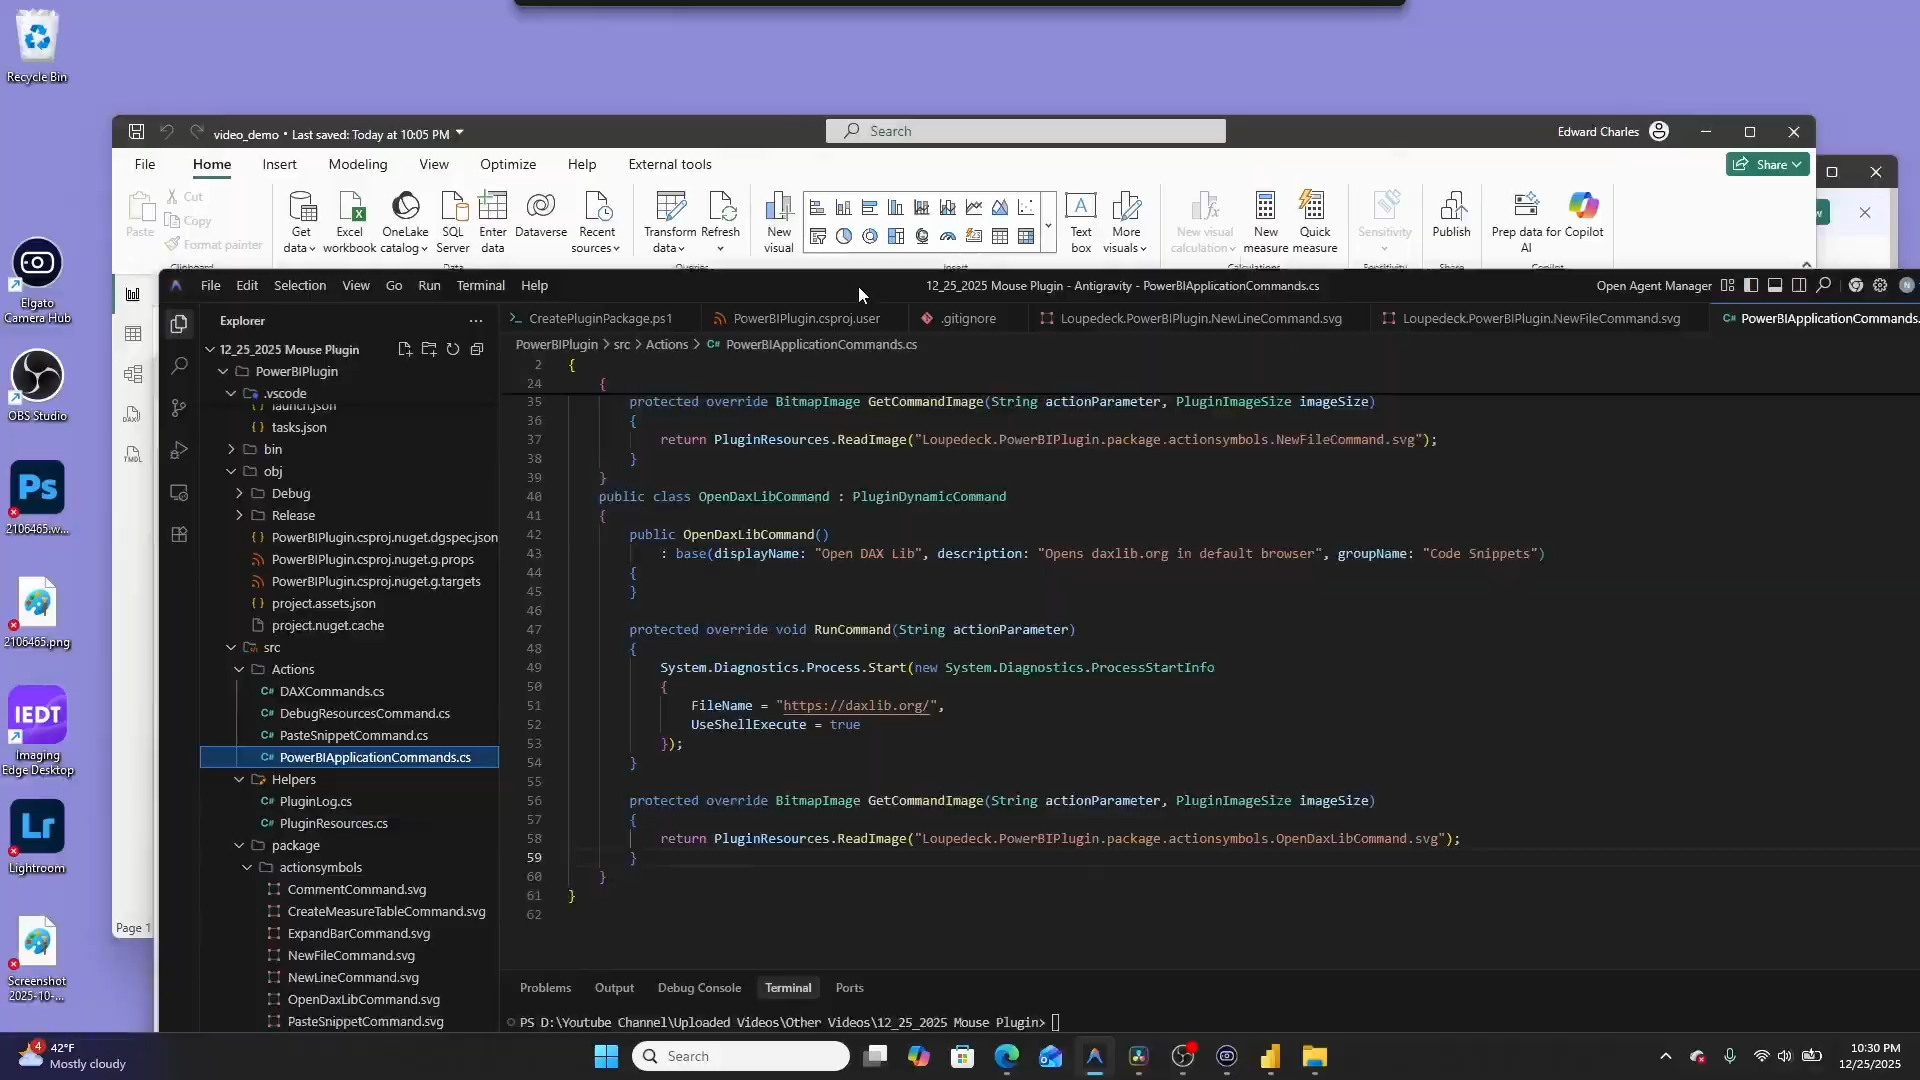 Recycle Bin
Elgato
Camera Hub
OBS Studio
2106465.w...
2106465.png
Imaging
Edge Desktop
Lightroom
Screenshot
2025-10-...
Ps
IEDT
Lr
video_demo • Last saved: Today at 10:05 PM
Search
Edward Charles
File Home Insert Modeling View Optimize Help External tools
Share
Paste
Cut
Copy
Format painter
Get
data
Excel
workbook
OneLake
catalog
SQL
Server
Enter
data
Dataverse
Recent
sources
Transform
data
Refresh
New
visual
Text
box
More
visuals
New visual
calculation
New
measure
Quick
measure
Sensitivity
Publish
Prep data for
AI
Copilot
Page 1
File Edit Selection View Go Run Terminal Help
12_25_2025 Mouse Plugin - Antigravity - PowerBIApplicationCommands.cs
Open Agent Manager
Explorer
CreatePluginPackage.ps1
PowerBIPlugin.csproj.user
.gitignore
Loupedeck.PowerBIPlugin.NewLineCommand.svg
Loupedeck.PowerBIPlugin.NewFileCommand.svg
C# PowerBIApplicationCommands.
12_25_2025 Mouse Plugin
PowerBIPlugin
.vscode
launch.json
{} tasks.json
bin
obj
Debug
Release
{} PowerBIPlugin.csproj.nuget.dgspec.json
PowerBIPlugin.csproj.nuget.g.props
PowerBIPlugin.csproj.nuget.g.targets
{} project.assets.json
project.nuget.cache
src
Actions
C# DAXCommands.cs
C# DebugResourcesCommand.cs
C# PasteSnippetCommand.cs
C# PowerBIApplicationCommands.cs
Helpers
C# PluginLog.cs
C# PluginResources.cs
package
actionsymbols
CommentCommand.svg
CreateMeasureTableCommand.svg
ExpandBarCommand.svg
NewFileCommand.svg
NewLineCommand.svg
OpenDaxLibCommand.svg
PasteSnippetCommand.svg
PowerBIPlugin > src > Actions > C# PowerBIApplicationCommands.cs
2 {
24 {
35 protected override BitmapImage GetCommandImage(String actionParameter, PluginImageSize imageSize)
36 {
37 return PluginResources.ReadImage("Loupedeck.PowerBIPlugin.package.actionsymbols.NewFileCommand.svg");
38 }
39 }
40 public class OpenDaxLibCommand : PluginDynamicCommand
41 {
42 public OpenDaxLibCommand()
43 : base(displayName: "Open DAX Lib", description: "Opens daxlib.org in default browser", groupName: "Code Snippets")
44 {
45 }
46
47 protected override void RunCommand(String actionParameter)
48 {
49 System.Diagnostics.Process.Start(new System.Diagnostics.ProcessStartInfo
50 {
51 FileName = "https://daxlib.org/",
52 UseShellExecute = true
53 });
54 }
55
56 protected override BitmapImage GetCommandImage(String actionParameter, PluginImageSize imageSize)
57 {
58 return PluginResources.ReadImage("Loupedeck.PowerBIPlugin.package.actionsymbols.OpenDaxLibCommand.svg");
59 }
60 }
61 }
62
Problems Output Debug Console Terminal Ports
PS D:\Youtube Channel\Uploaded Videos\Other Videos\12_25_2025 Mouse Plugin>
4
42°F
Mostly cloudy
Search
10:30 PM
12/25/2025